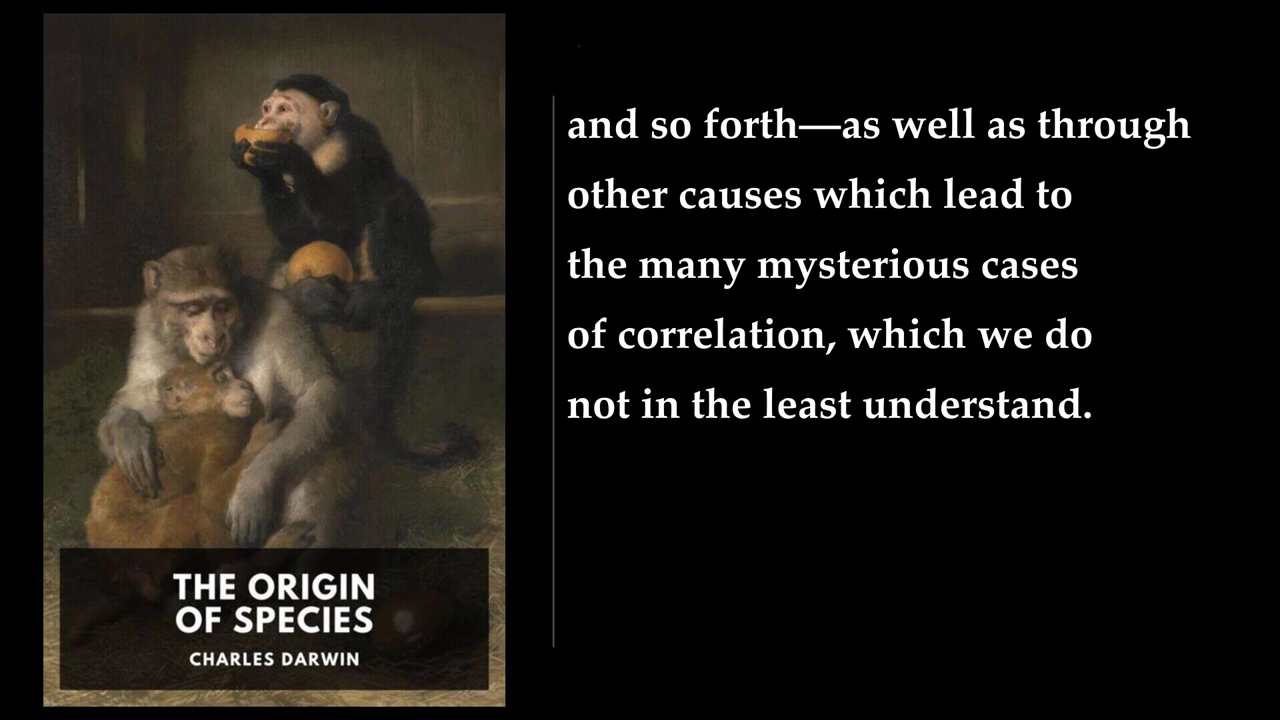 and so forth—as well as through
other causes which lead to
the many mysterious cases
of correlation, which we do
not in the least understand.
THE ORIGIN
OF SPECIES
CHARLES DARWIN